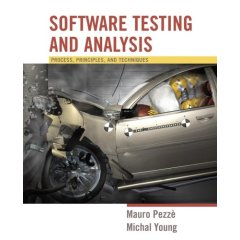 SOFTWARE TESTING
AND ANALYSIS
PROCESS, PRINCIPLES, AND TECHNIQUES
Mauro Pezzè
Michal Young